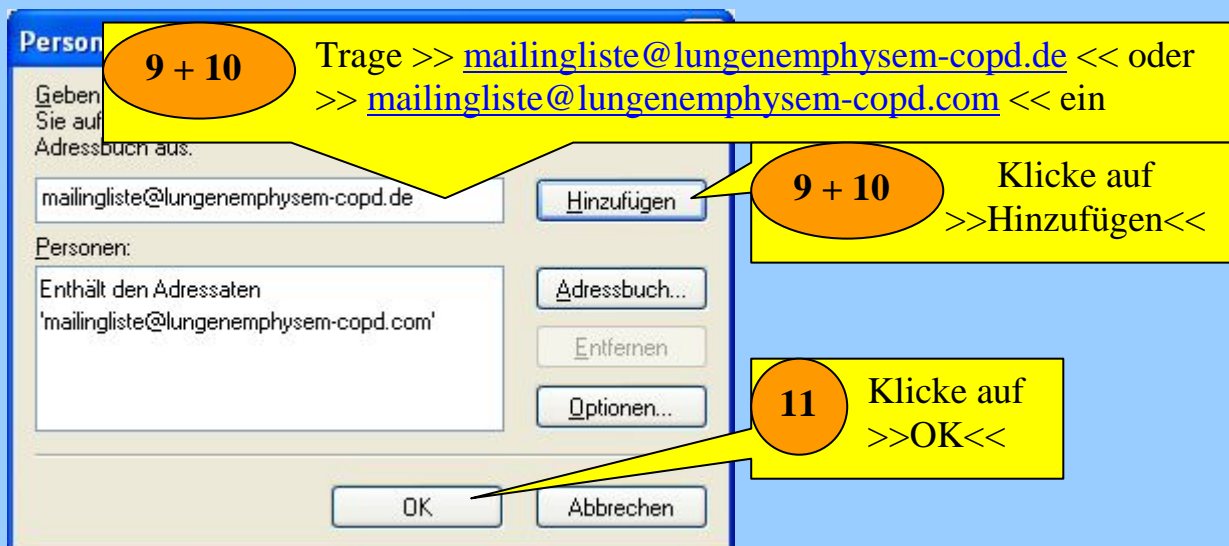 Person
9 + 10
Trage >> mailingliste@lungenemphysem-copd.de << oder
>> mailingliste@lungenemphysem-copd.com << ein
Geben
Sie auf
Adressbuch aus.
mailingliste@lungenemphysem-copd.de
Hinzufügen
9 + 10
Klicke auf
>>Hinzufügen<<
Personen:
Enthält den Adressaten
'mailingliste@lungenemphysem-copd.com'
Adressbuch...
Entfernen
Optionen...
11
Klicke auf
>>OK<<
OK
Abbrechen